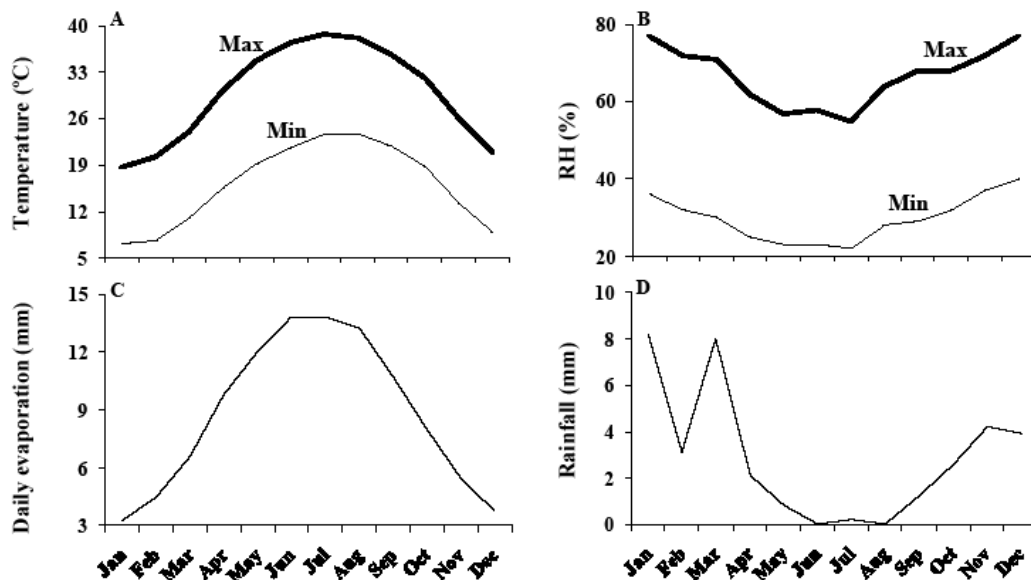 A
Temperature (ºC)
40
33
26
19
12
5
Max
Min
B
RH (%)
80
60
40
20
Max
Min
C
Daily evaporation (mm)
15
12
9
6
3
Jan
Feb
Mar
Apr
May
Jun
Jul
Aug
Sep
Oct
Nov
Dec
D
Rainfall (mm)
10
8
6
4
2
0
Jan
Feb
Mar
Apr
May
Jun
Jul
Aug
Sep
Oct
Nov
Dec